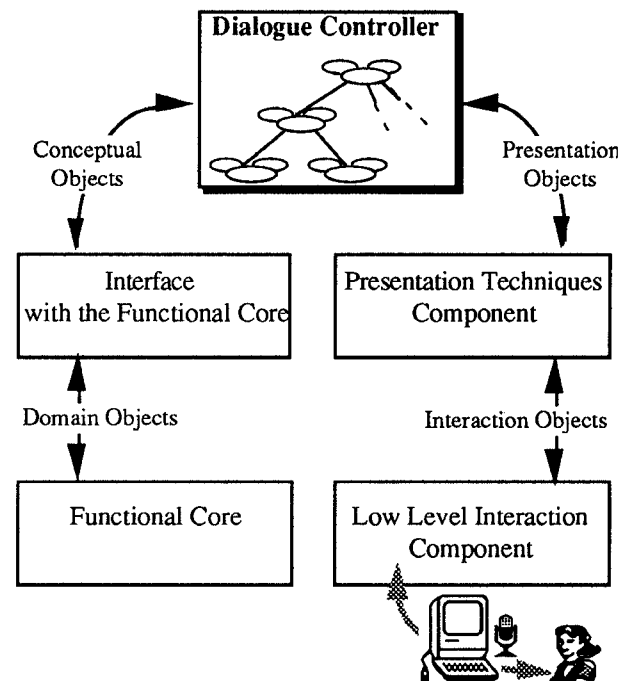 Dialogue Controller
Conceptual
Objects
Presentation
Objects
Interface
with the Functional Core
Presentation Techniques
Component
Domain Objects
Interaction Objects
Functional Core
Low Level Interaction
Component